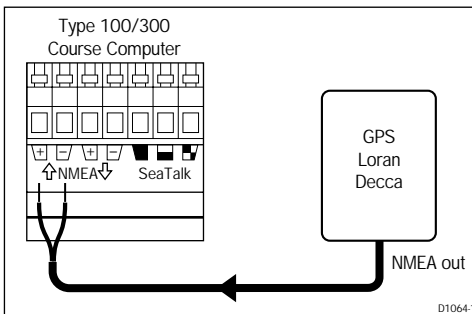 Type 100/300
Course Computer
+ − + −
NMEA SeaTalk
GPS
Loran
Decca
NMEA out
D1064-1